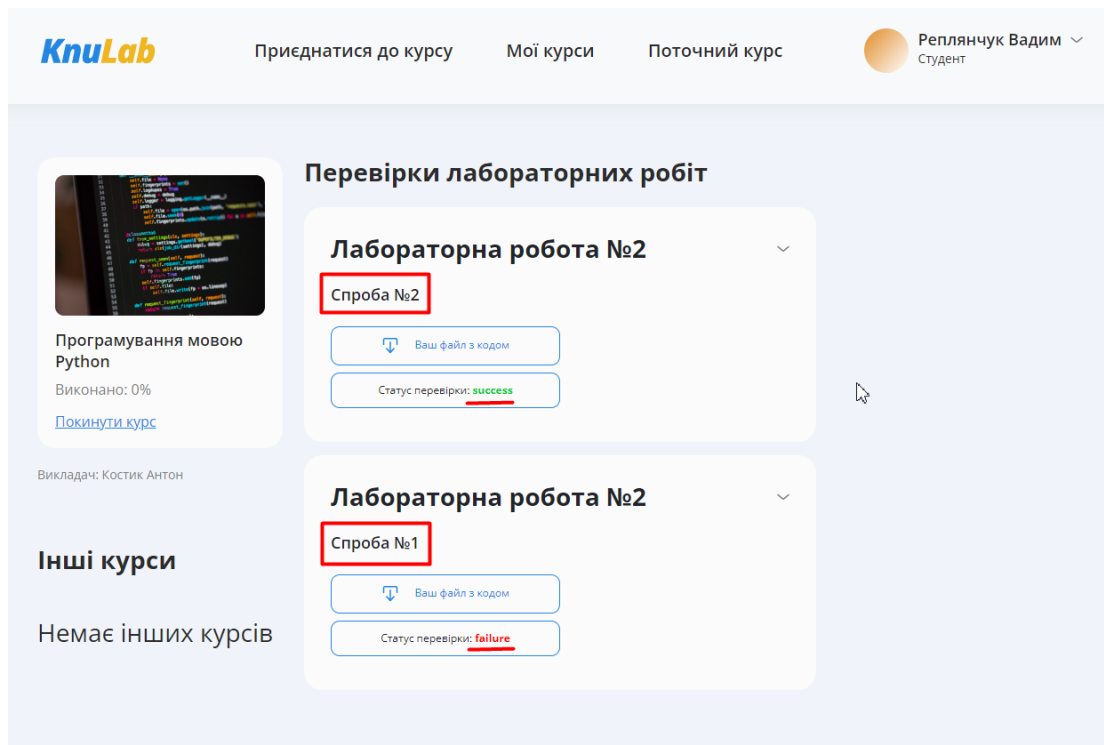 KnuLab
Приєднатися до курсу
Мої курси
Поточний курс
Реплянчук Вадим
Студент
Програмування мовою
Python
Виконано: 0%
Покинути курс
Викладач: Костик Антон
Інші курси
Немає інших курсів
Перевірки лабораторних робіт
Лабораторна робота №2
Спроба №2
Ваш файл з кодом
Статус перевірки: success
Лабораторна робота №2
Спроба №1
Ваш файл з кодом
Статус перевірки: failure